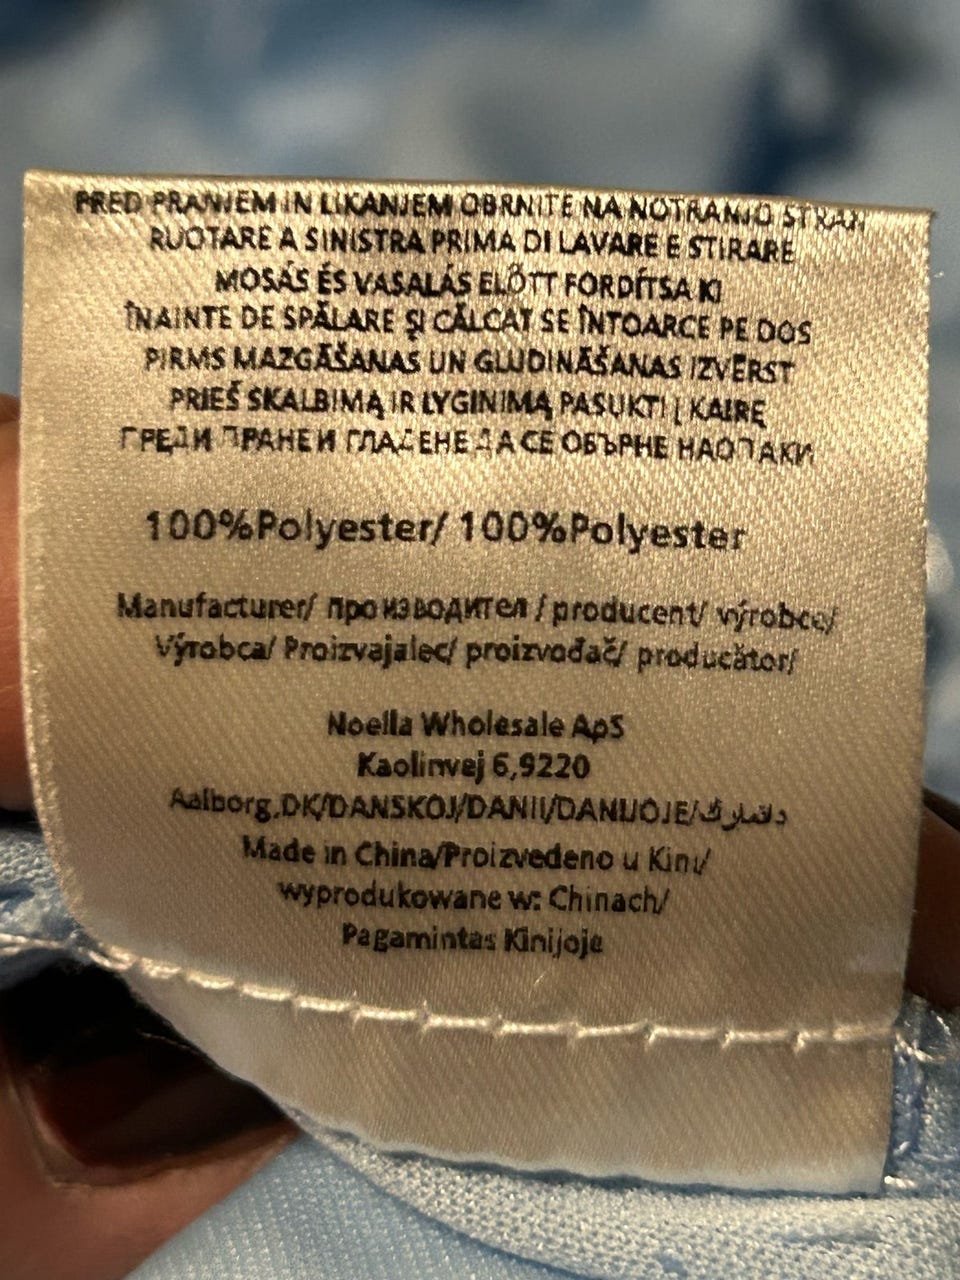 PRED PRANJEM IN LIKANJEM OBRNITE NA NOTRANJO STRAN
RUOTARE A SINISTRA PRIMA DI LAVARE E STIRARE
MOSÁS ÉS VASALÁS ELŐTT FORDÍTSA KI
ÎNAINTE DE SPĂLARE ŞI CĂLCAT SE ÎNTOARCE PE DOS
PIRMS MAZGĀŠANAS UN GLUDINĀŠANAS IZVĒRST
PRIEŠ SKALBIMĄ IR LYGINIMĄ PASUKTI Į KAIRĘ
ПРЕДИ ПРАНЕ И ГЛАДЕНЕ ДА СЕ ОБЪРНЕ НАОПАКИ
100%Polyester/ 100%Polyester
Manufacturer/ производител / producent/ výrobce/
Výrobca/ Proizvajalec/ proizvođač/ producător/
Noella Wholesale ApS
Kaolinvej 6,9220
Aalborg,DK/DANSKOJ/DANII/DANIJOJE/دنمارك
Made in China/Proizvedeno u Kini/
wyprodukowane w: Chinach/
Pagamintas Kinijoje